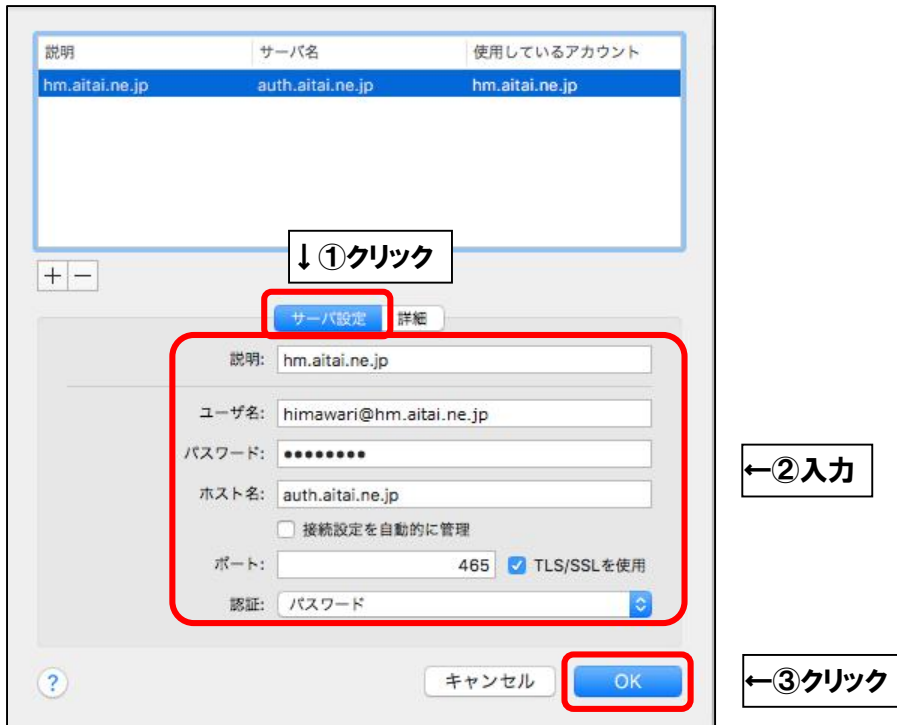 説明 サーバ名 使用しているアカウント
hm.aitai.ne.jp auth.aitai.ne.jp hm.aitai.ne.jp
↓①クリック
+ −
サーバ設定 詳細
説明: hm.aitai.ne.jp
ユーザ名: himawari@hm.aitai.ne.jp
パスワード: ●●●●●●●●
←②入力
ホスト名: auth.aitai.ne.jp
接続設定を自動的に管理
ポート: 465 TLS/SSLを使用
認証: パスワード
? キャンセル OK
←③クリック